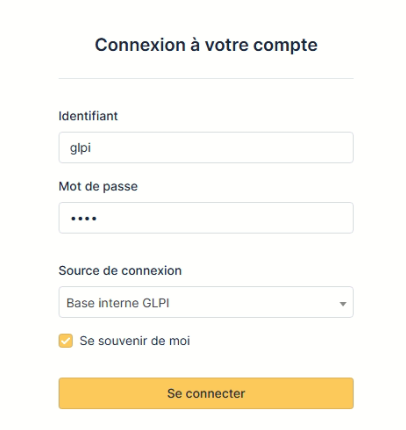 Connexion à votre compte
Identifiant
glpi
Mot de passe
••••
Source de connexion
Base interne GLPI
Se souvenir de moi
Se connecter